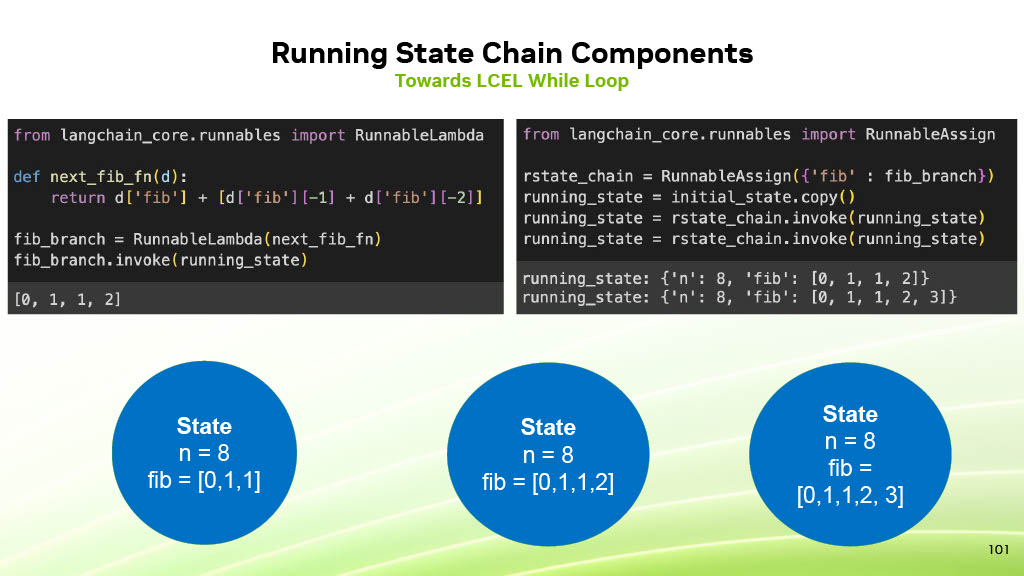 Running State Chain Components
Towards LCEL While Loop
from langchain_core.runnables import RunnableLambda
def next_fib_fn(d):
    return d['fib'] + [d['fib'][-1] + d['fib'][-2]]
fib_branch = RunnableLambda(next_fib_fn)
fib_branch.invoke(running_state)
[0, 1, 1, 2]
from langchain_core.runnables import RunnableAssign
rstate_chain = RunnableAssign({'fib' : fib_branch})
running_state = initial_state.copy()
running_state = rstate_chain.invoke(running_state)
running_state = rstate_chain.invoke(running_state)
running_state: {'n': 8, 'fib': [0, 1, 1, 2]}
running_state: {'n': 8, 'fib': [0, 1, 1, 2, 3]}
State
n = 8
fib = [0,1,1]
State
n = 8
fib = [0,1,1,2]
State
n = 8
fib =
[0,1,1,2, 3]
101